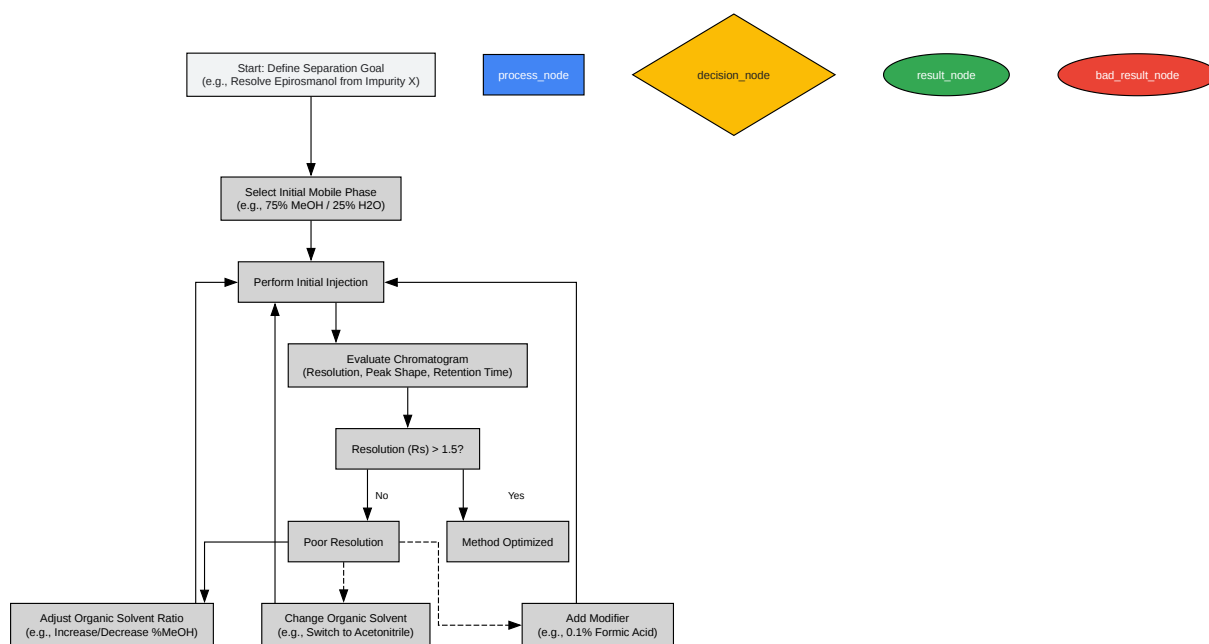 Start: Define Separation Goal
(e.g., Resolve Epirosmanol from Impurity X)
process_node
decision_node
result_node
bad_result_node
Select Initial Mobile Phase
(e.g., 75% MeOH / 25% H2O)
Perform Initial Injection
Evaluate Chromatogram
(Resolution, Peak Shape, Retention Time)
Resolution (Rs) > 1.5?
No
Yes
Poor Resolution
Method Optimized
Adjust Organic Solvent Ratio
(e.g., Increase/Decrease %MeOH)
Change Organic Solvent
(e.g., Switch to Acetonitrile)
Add Modifier
(e.g., 0.1% Formic Acid)